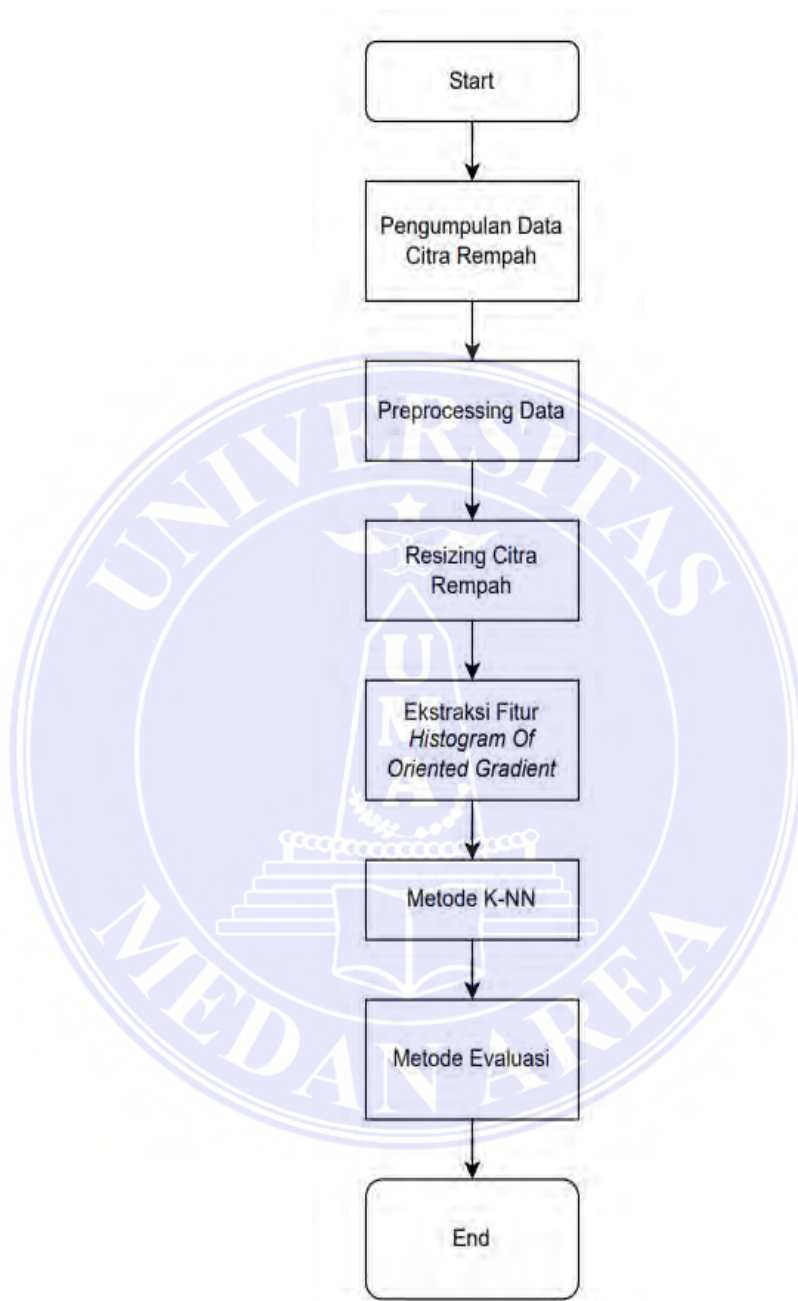 Start
Pengumpulan Data
Citra Rempah
Preprocessing Data
Resizing Citra
Rempah
Ekstraksi Fitur
Histogram Of
Oriented Gradient
Metode K-NN
Metode Evaluasi
End
UNIVERSITAS
MEDAN AREA
U
M
A